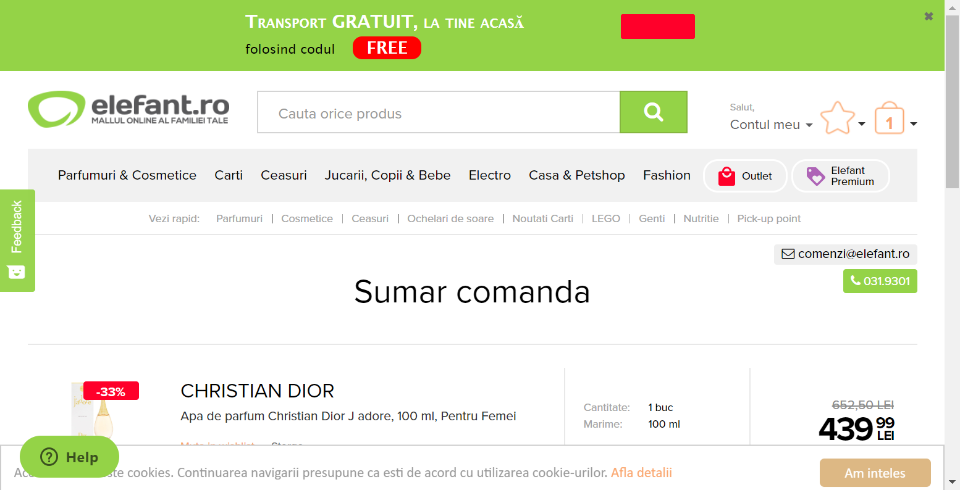 TRANSPORT GRATUIT, LA TINE ACASĂ
folosind codul FREE
elefant.ro
MALLUL ONLINE AL FAMILIEI TALE
Cauta orice produs
Salut,
Contul meu
1
Parfumuri & Cosmetice Carti Ceasuri Jucarii, Copii & Bebe Electro Casa & Petshop Fashion Outlet Elefant Premium
Vezi rapid: Parfumuri | Cosmetice | Ceasuri | Ochelari de soare | Noutati Carti | LEGO | Genti | Nutritie | Pick-up point
Feedback
comenzi@elefant.ro
031.9301
Sumar comanda
-33%
CHRISTIAN DIOR
Apa de parfum Christian Dior J adore, 100 ml, Pentru Femei
Cantitate: 1 buc
Marime: 100 ml
652,50 LEI
439 99 LEI
Help
ste cookies. Continuarea navigarii presupune ca esti de acord cu utilizarea cookie-urilor. Afla detalii
Am inteles